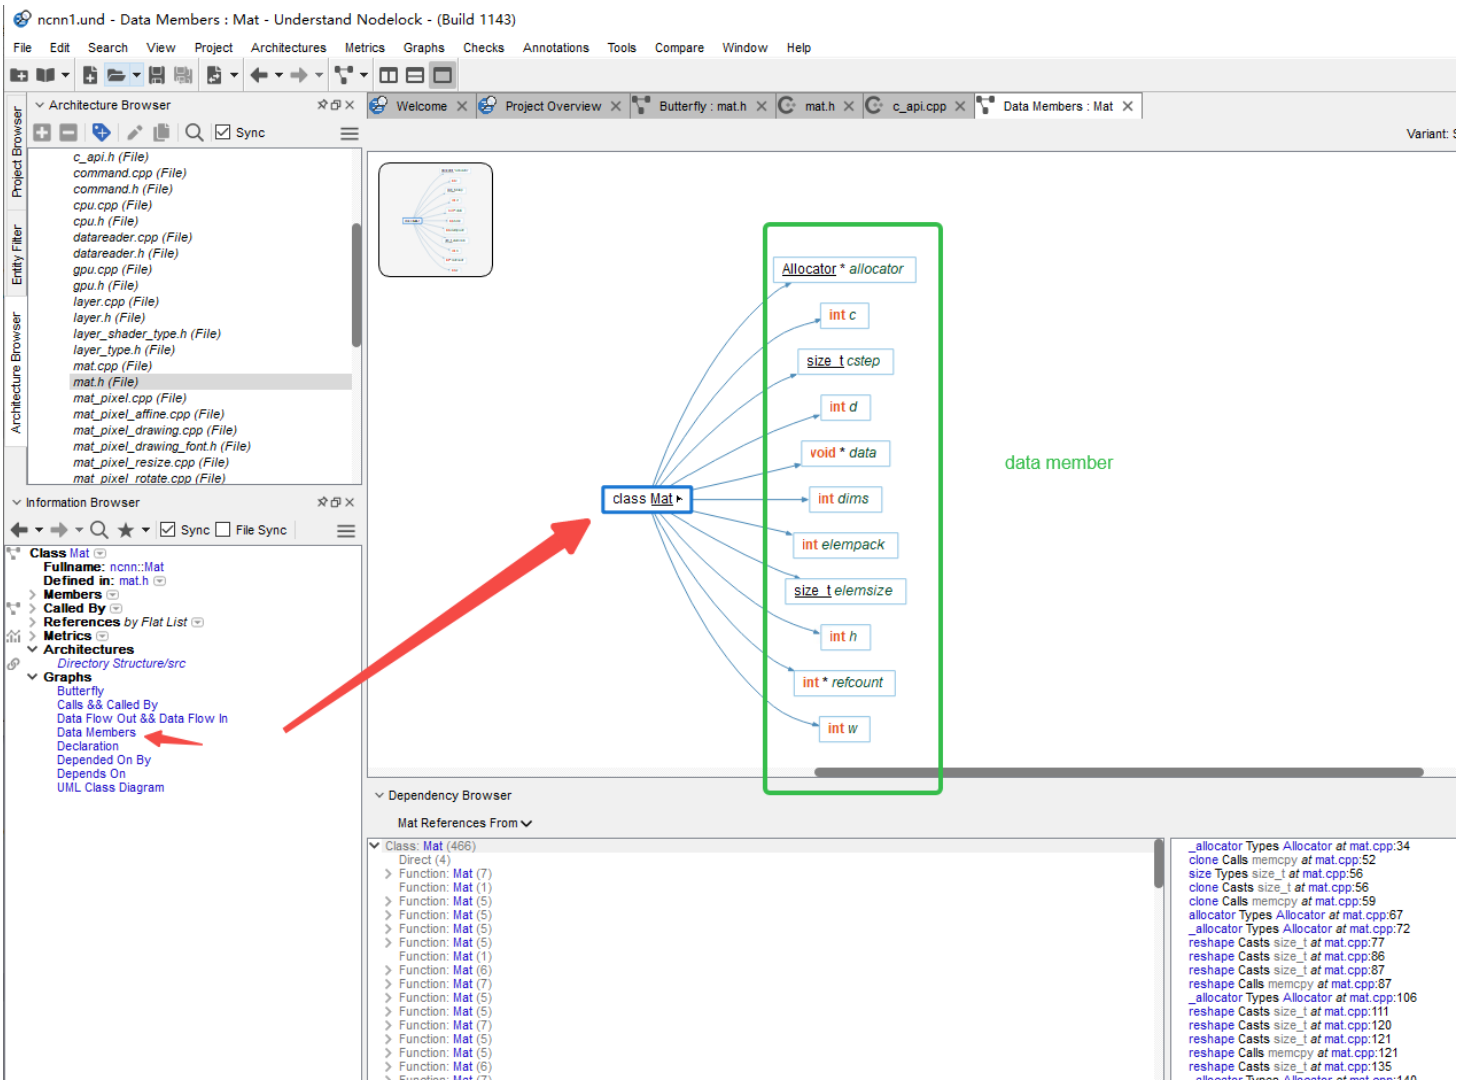 ncnn1.und - Data Members : Mat - Understand Nodelock - (Build 1143)
File Edit Search View Project Architectures Metrics Graphs Checks Annotations Tools Compare Window Help
Project Browser
Entity Filter
Architecture Browser
Architecture Browser
Sync
c_api.h (File)
command.cpp (File)
command.h (File)
cpu.cpp (File)
cpu.h (File)
datareader.cpp (File)
datareader.h (File)
gpu.cpp (File)
gpu.h (File)
layer.cpp (File)
layer.h (File)
layer_shader_type.h (File)
layer_type.h (File)
mat.cpp (File)
mat.h (File)
mat_pixel.cpp (File)
mat_pixel_affine.cpp (File)
mat_pixel_drawing.cpp (File)
mat_pixel_drawing_font.h (File)
mat_pixel_resize.cpp (File)
mat_pixel_rotate.cpp (File)
Information Browser
Sync File Sync
Class Mat
Fullname: ncnn::Mat
Defined in: mat.h
Members
Called By
References by Flat List
Metrics
Architectures
Directory Structure/src
Graphs
Butterfly
Calls && Called By
Data Flow Out && Data Flow In
Data Members
Declaration
Depended On By
Depends On
UML Class Diagram
Welcome Project Overview Butterfly : mat.h mat.h c_api.cpp Data Members : Mat
Variant: S
class Mat
Allocator * allocator
int c
size_t cstep
int d
void * data
int dims
int elempack
size_t elemsize
int h
int * refcount
int w
data member
Dependency Browser
Mat References From
Class: Mat (466)
Direct (4)
Function: Mat (7)
Function: Mat (1)
Function: Mat (5)
Function: Mat (5)
Function: Mat (5)
Function: Mat (5)
Function: Mat (1)
Function: Mat (6)
Function: Mat (7)
Function: Mat (5)
Function: Mat (5)
Function: Mat (7)
Function: Mat (5)
Function: Mat (5)
Function: Mat (6)
Function: Mat (7)
_allocator Types Allocator at mat.cpp:34
clone Calls memcpy at mat.cpp:52
size Types size_t at mat.cpp:56
clone Casts size_t at mat.cpp:56
clone Calls memcpy at mat.cpp:59
allocator Types Allocator at mat.cpp:67
_allocator Types Allocator at mat.cpp:72
reshape Casts size_t at mat.cpp:77
reshape Casts size_t at mat.cpp:86
reshape Casts size_t at mat.cpp:87
reshape Calls memcpy at mat.cpp:87
_allocator Types Allocator at mat.cpp:106
reshape Casts size_t at mat.cpp:111
reshape Casts size_t at mat.cpp:120
reshape Casts size_t at mat.cpp:121
reshape Calls memcpy at mat.cpp:121
reshape Casts size_t at mat.cpp:135
_allocator Types Allocator at mat.cpp:140